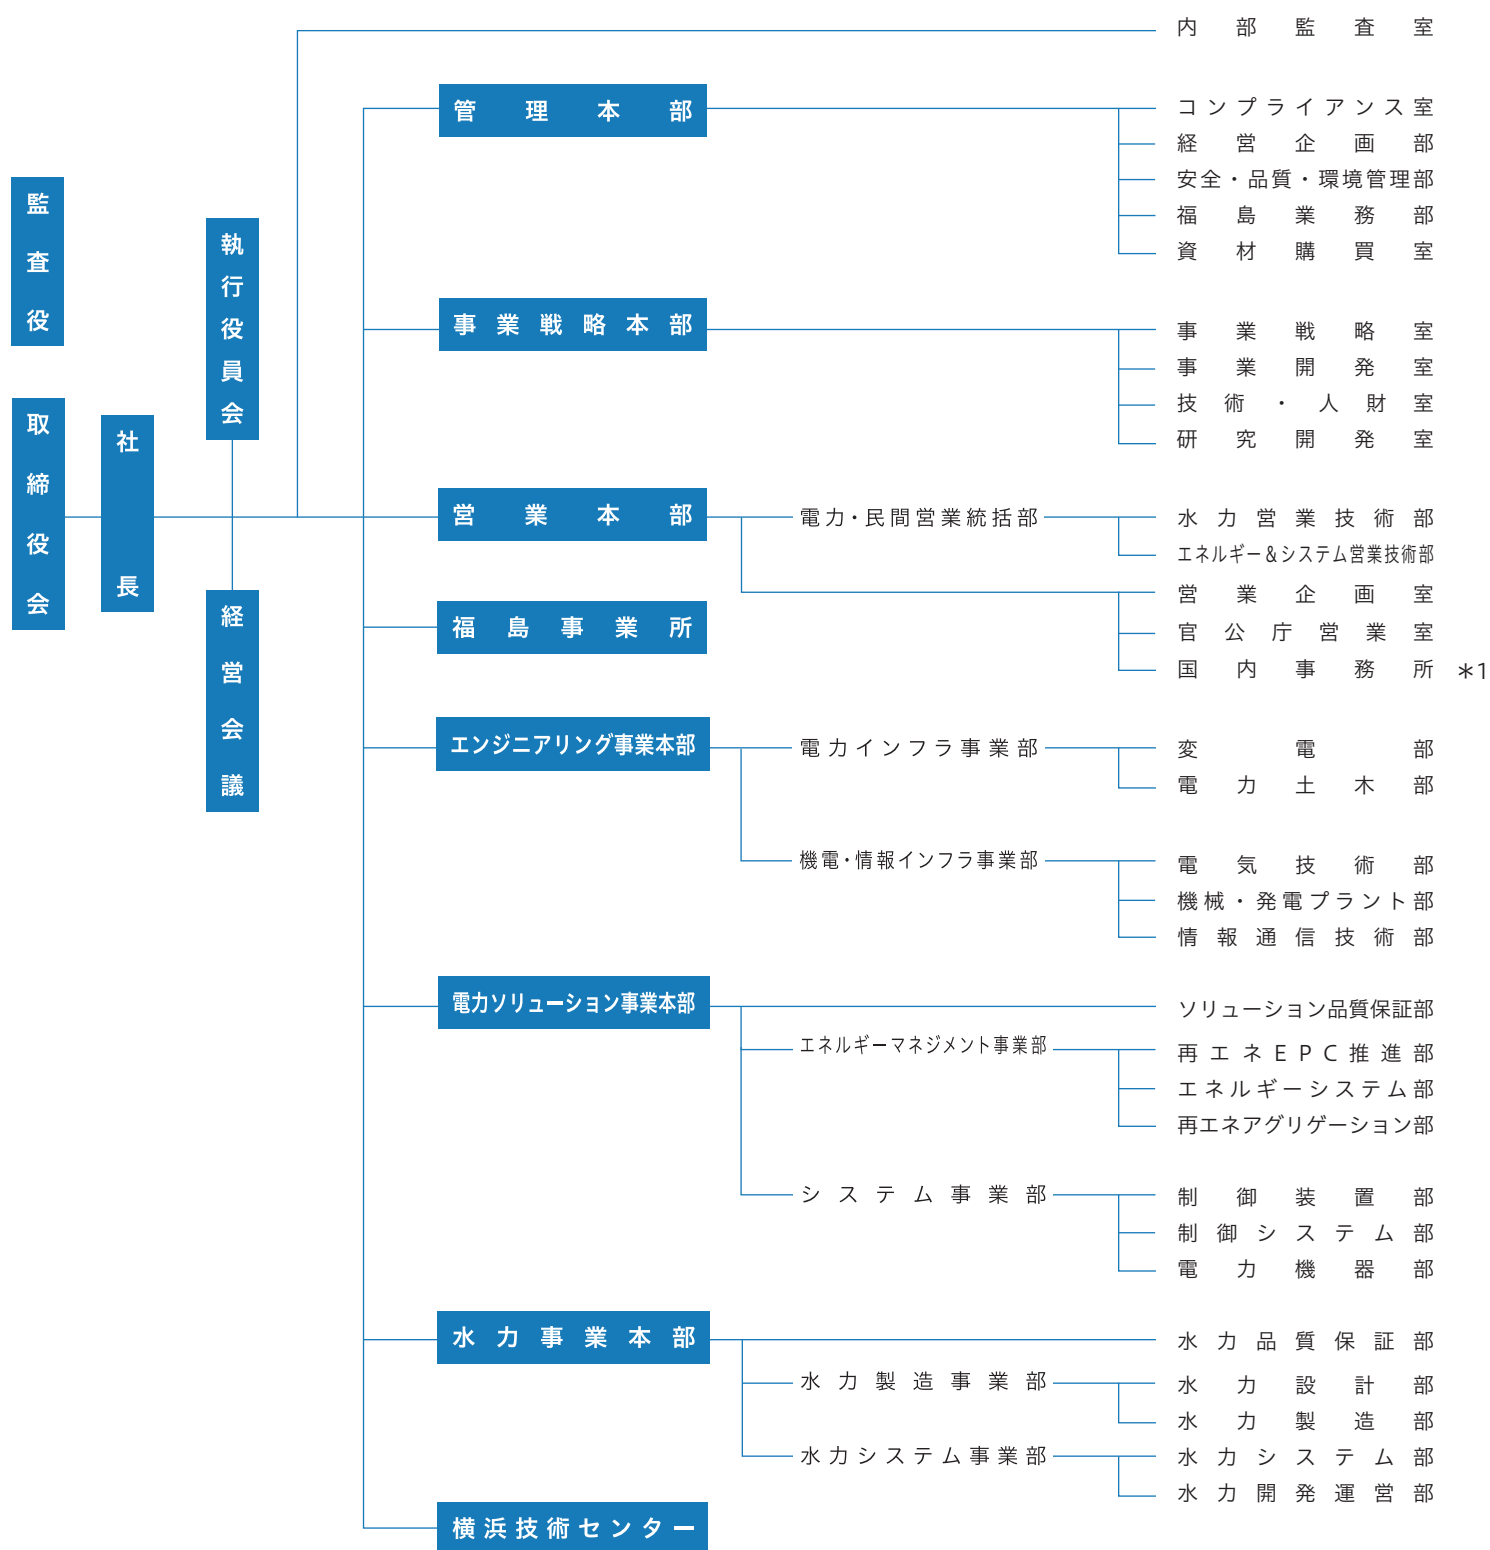 監査役
取締役会
社長
執行役員会
経営会議
内部監査室
管理本部
コンプライアンス室
経営企画部
安全・品質・環境管理部
福島業務部
資材購買室
事業戦略本部
事業戦略室
事業開発室
技術・人財室
研究開発室
営業本部
電力・民間営業統括部
水力営業技術部
エネルギー&システム営業技術部
営業企画室
官公庁営業室
国内事務所 *1
福島事業所
エンジニアリング事業本部
電力インフラ事業部
変電部
電力土木部
機電・情報インフラ事業部
電気技術部
機械・発電プラント部
情報通信技術部
電力ソリューション事業本部
ソリューション品質保証部
エネルギーマネジメント事業部
再エネEPC推進部
エネルギーシステム部
再エネアグリゲーション部
システム事業部
制御装置部
制御システム部
電力機器部
水力事業本部
水力品質保証部
水力製造事業部
水力設計部
水力製造部
水力システム事業部
水力システム部
水力開発運営部
横浜技術センター